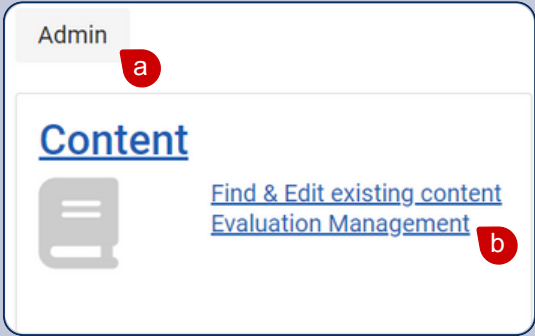 Admin
a
Content
Find & Edit existing content
Evaluation Management
b